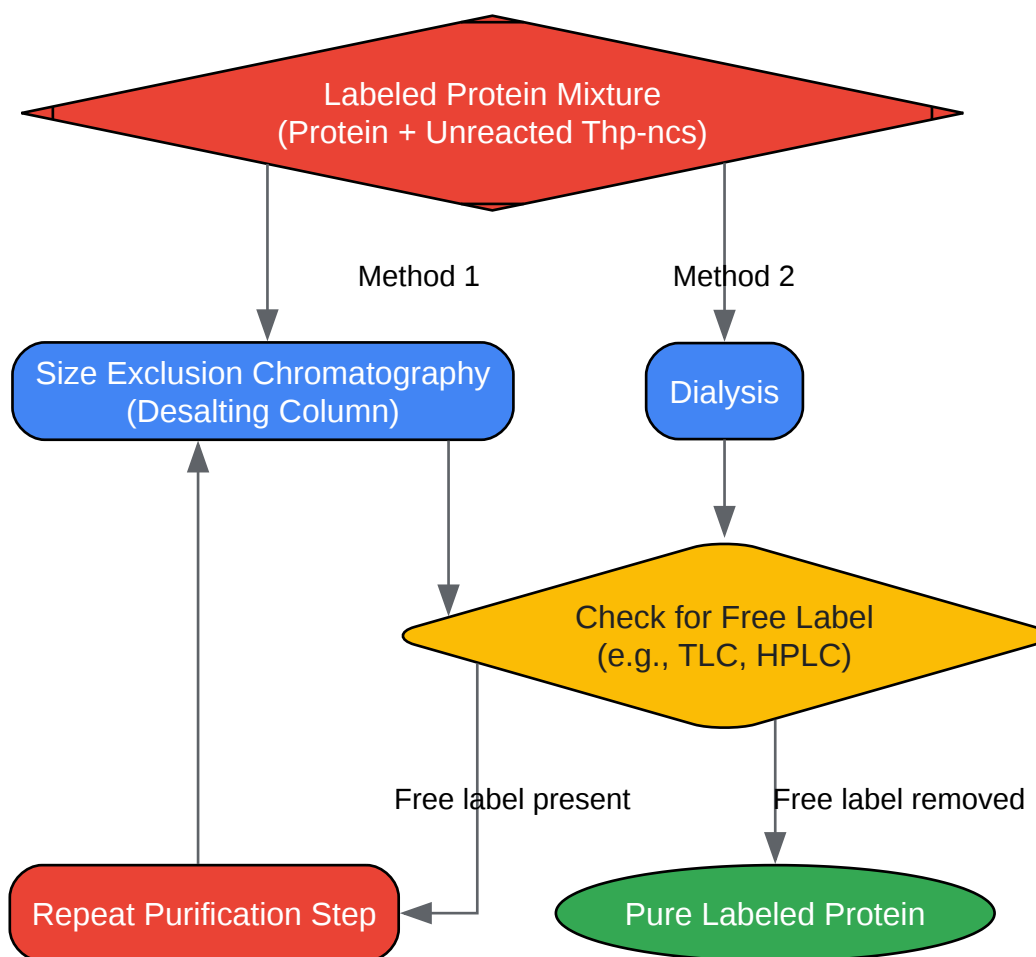 Labeled Protein Mixture
(Protein + Unreacted Thp-ncs)
Method 1
Method 2
Size Exclusion Chromatography
(Desalting Column)
Dialysis
Check for Free Label
(e.g., TLC, HPLC)
Free label present
Free label removed
Repeat Purification Step
Pure Labeled Protein